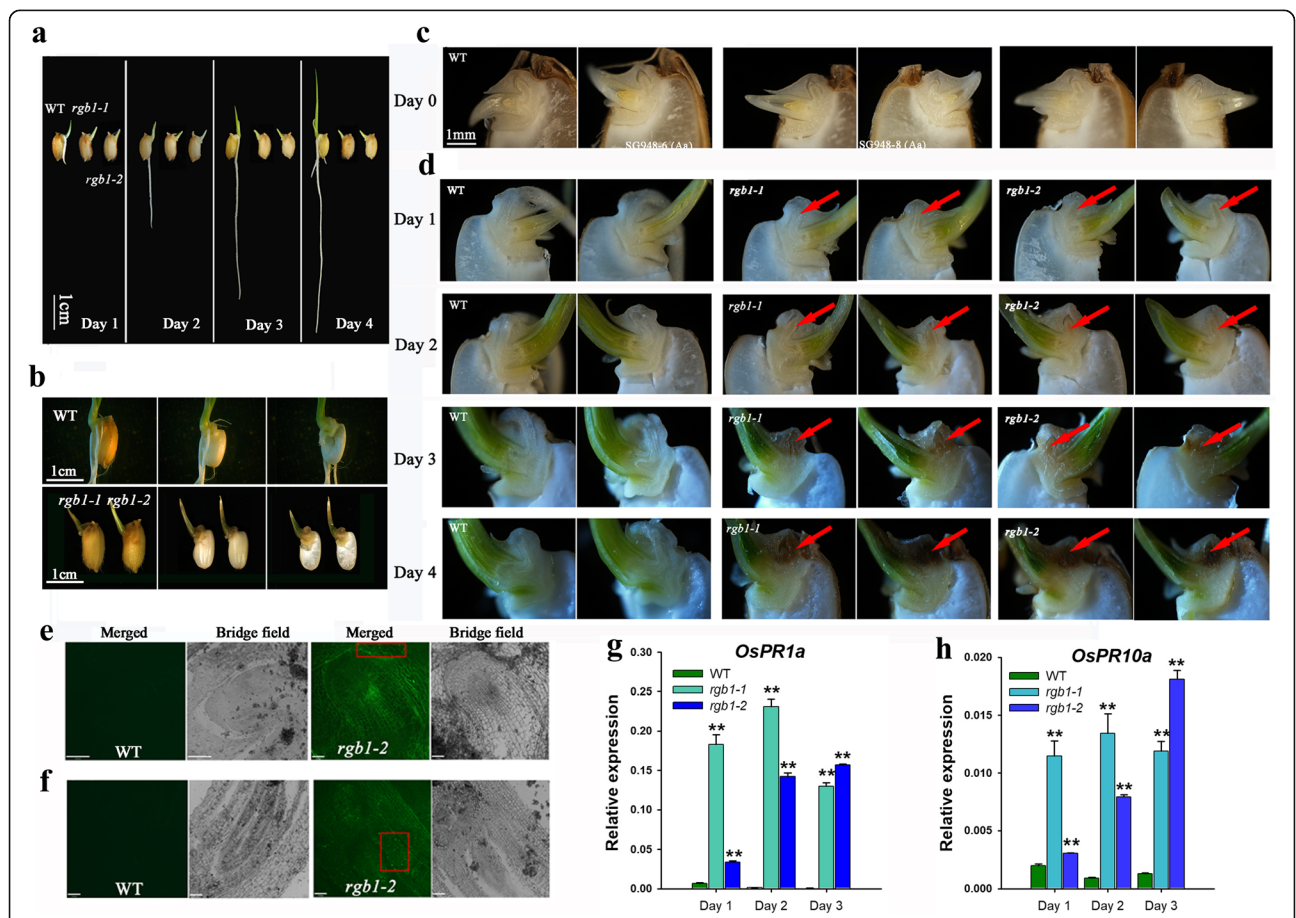 a
WT rgb1-1
rgb1-2
1cm
Day 1 Day 2 Day 3 Day 4
b
WT
1cm
rgb1-1 rgb1-2
1cm
c
Day 0
WT
1mm
SG948-6 (Aa)
SG948-8 (Aa)
d
Day 1
WT
rgb1-1
rgb1-2
Day 2
WT
rgb1-1
rgb1-2
Day 3
WT
rgb1-1
rgb1-2
Day 4
WT
rgb1-1
rgb1-2
e
Merged Bridge field Merged Bridge field
WT
rgb1-2
f
WT
rgb1-2
g
OsPR1a
Relative expression
0.30
0.25
0.20
0.15
0.10
0.05
0.00
WT
rgb1-1
rgb1-2
** ** ** ** ** **
Day 1 Day 2 Day 3
h
OsPR10a
Relative expression
0.020
0.015
0.010
0.005
0.000
WT
rgb1-1
rgb1-2
** ** ** ** ** **
Day 1 Day 2 Day 3